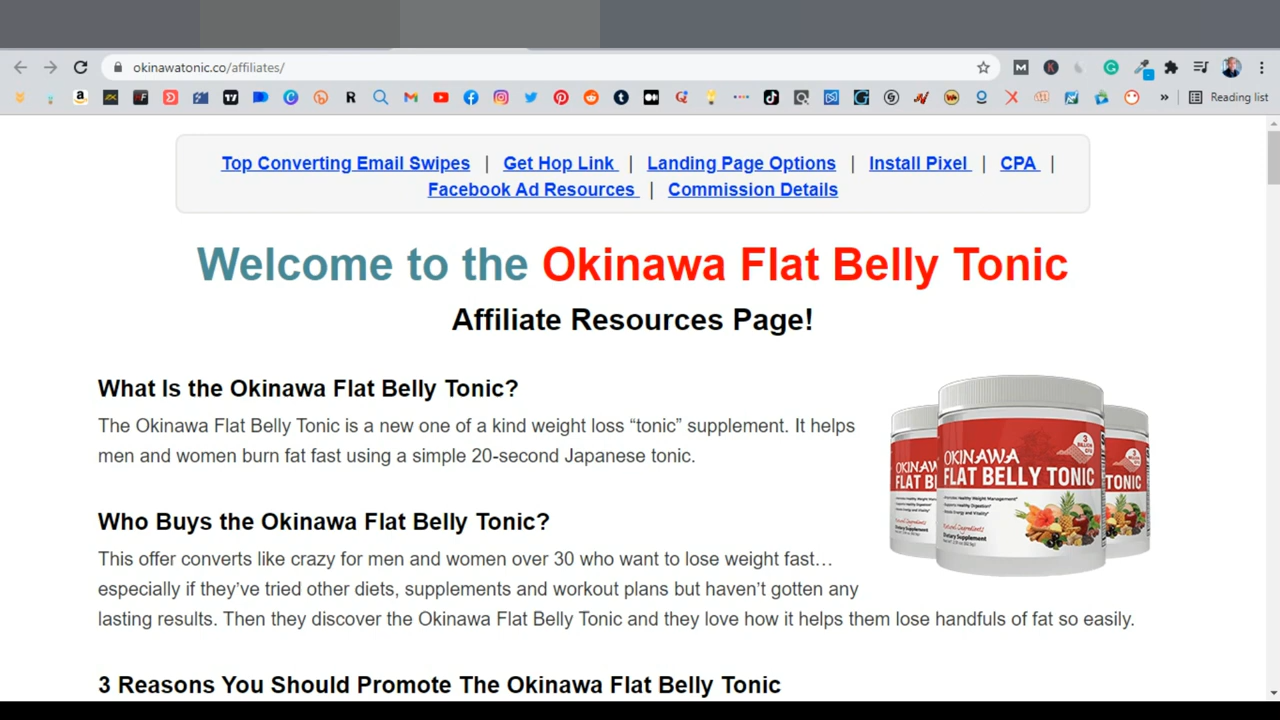 okinawatonic.co/affiliates/
Reading list
Top Converting Email Swipes | Get Hop Link | Landing Page Options | Install Pixel | CPA |
Facebook Ad Resources | Commission Details
Welcome to the Okinawa Flat Belly Tonic
Affiliate Resources Page!
What Is the Okinawa Flat Belly Tonic?
The Okinawa Flat Belly Tonic is a new one of a kind weight loss “tonic” supplement. It helps
men and women burn fat fast using a simple 20-second Japanese tonic.
OKINAWA
FLAT BELLY TONIC
Dietary Supplement
Who Buys the Okinawa Flat Belly Tonic?
This offer converts like crazy for men and women over 30 who want to lose weight fast…
especially if they’ve tried other diets, supplements and workout plans but haven’t gotten any
lasting results. Then they discover the Okinawa Flat Belly Tonic and they love how it helps them lose handfuls of fat so easily.
3 Reasons You Should Promote The Okinawa Flat Belly Tonic